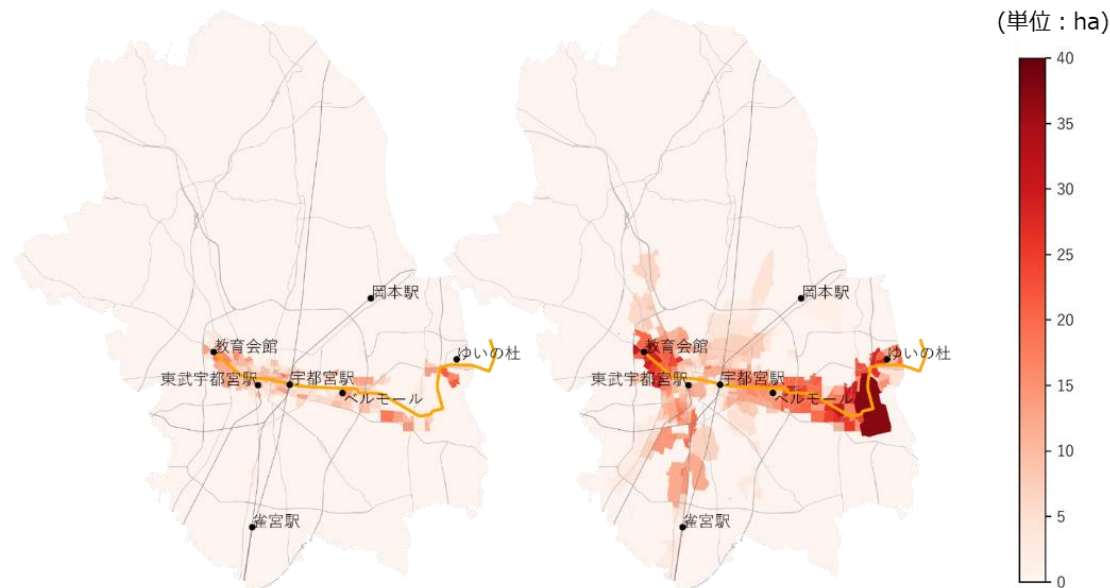 (単位：ha)
40
35
30
25
20
15
10
5
0
岡本駅
教育会館
ゆいの杜
東武宇都宮駅
宇都宮駅
ベルモール
雀宮駅
岡本駅
教育会館
ゆいの杜
東武宇都宮駅
宇都宮駅
ベルモール
雀宮駅